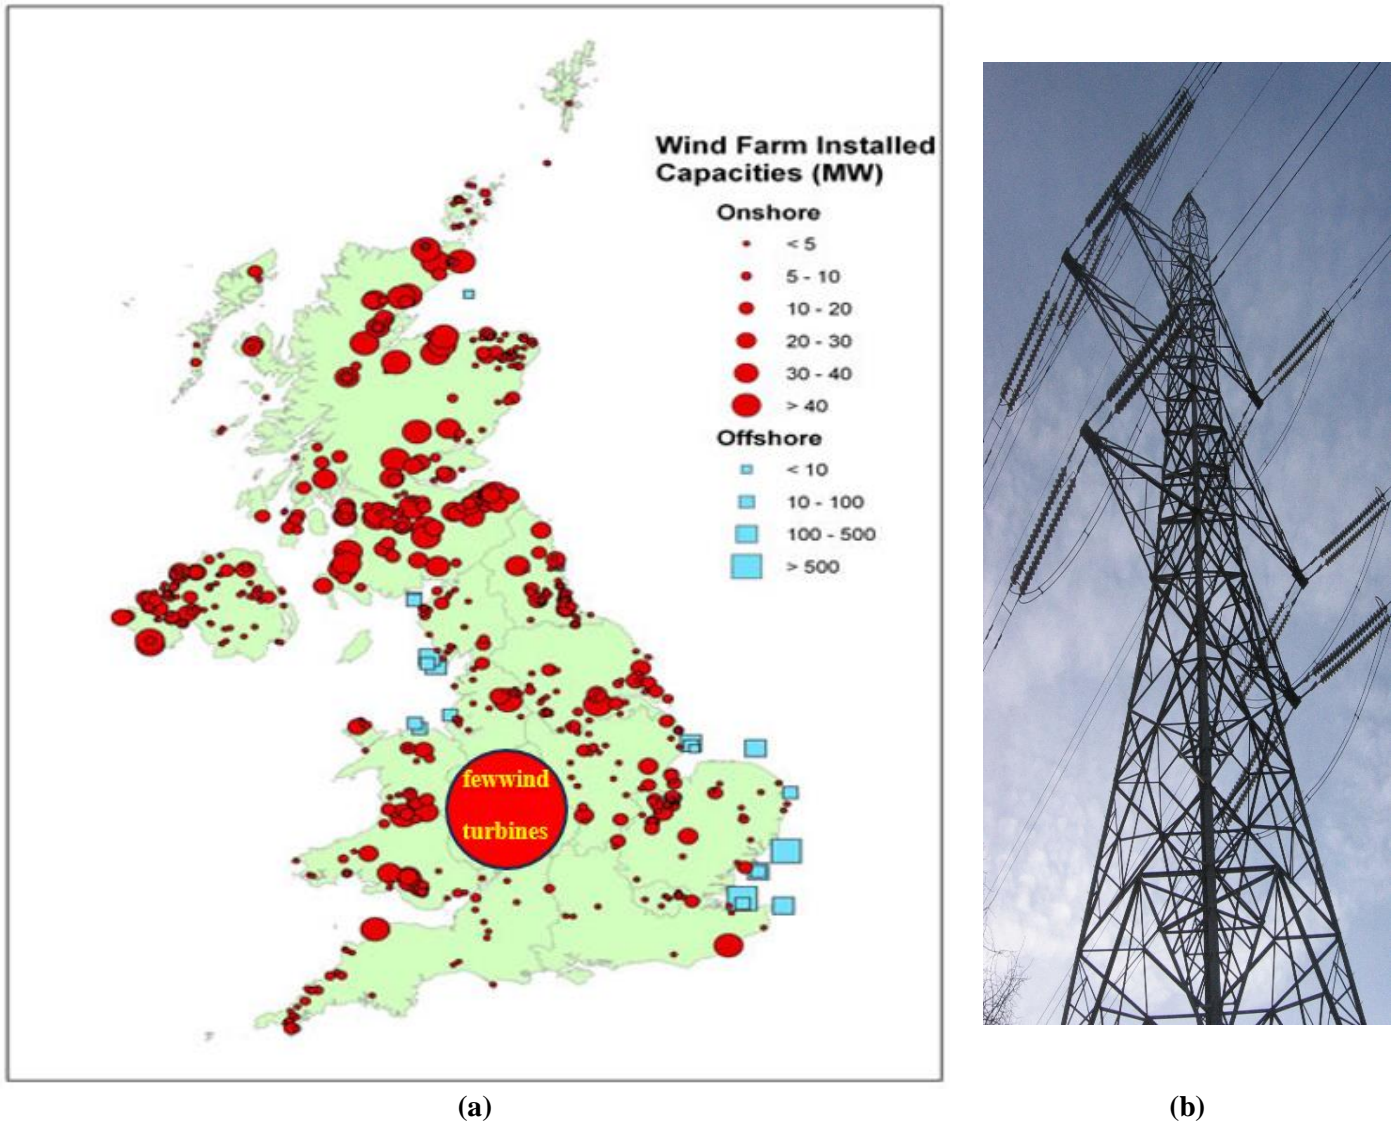 Wind Farm Installed
Capacities (MW)
Onshore
< 5
5 - 10
10 - 20
20 - 30
30 - 40
> 40
Offshore
< 10
10 - 100
100 - 500
> 500
fewwind
turbines
(a)
(b)